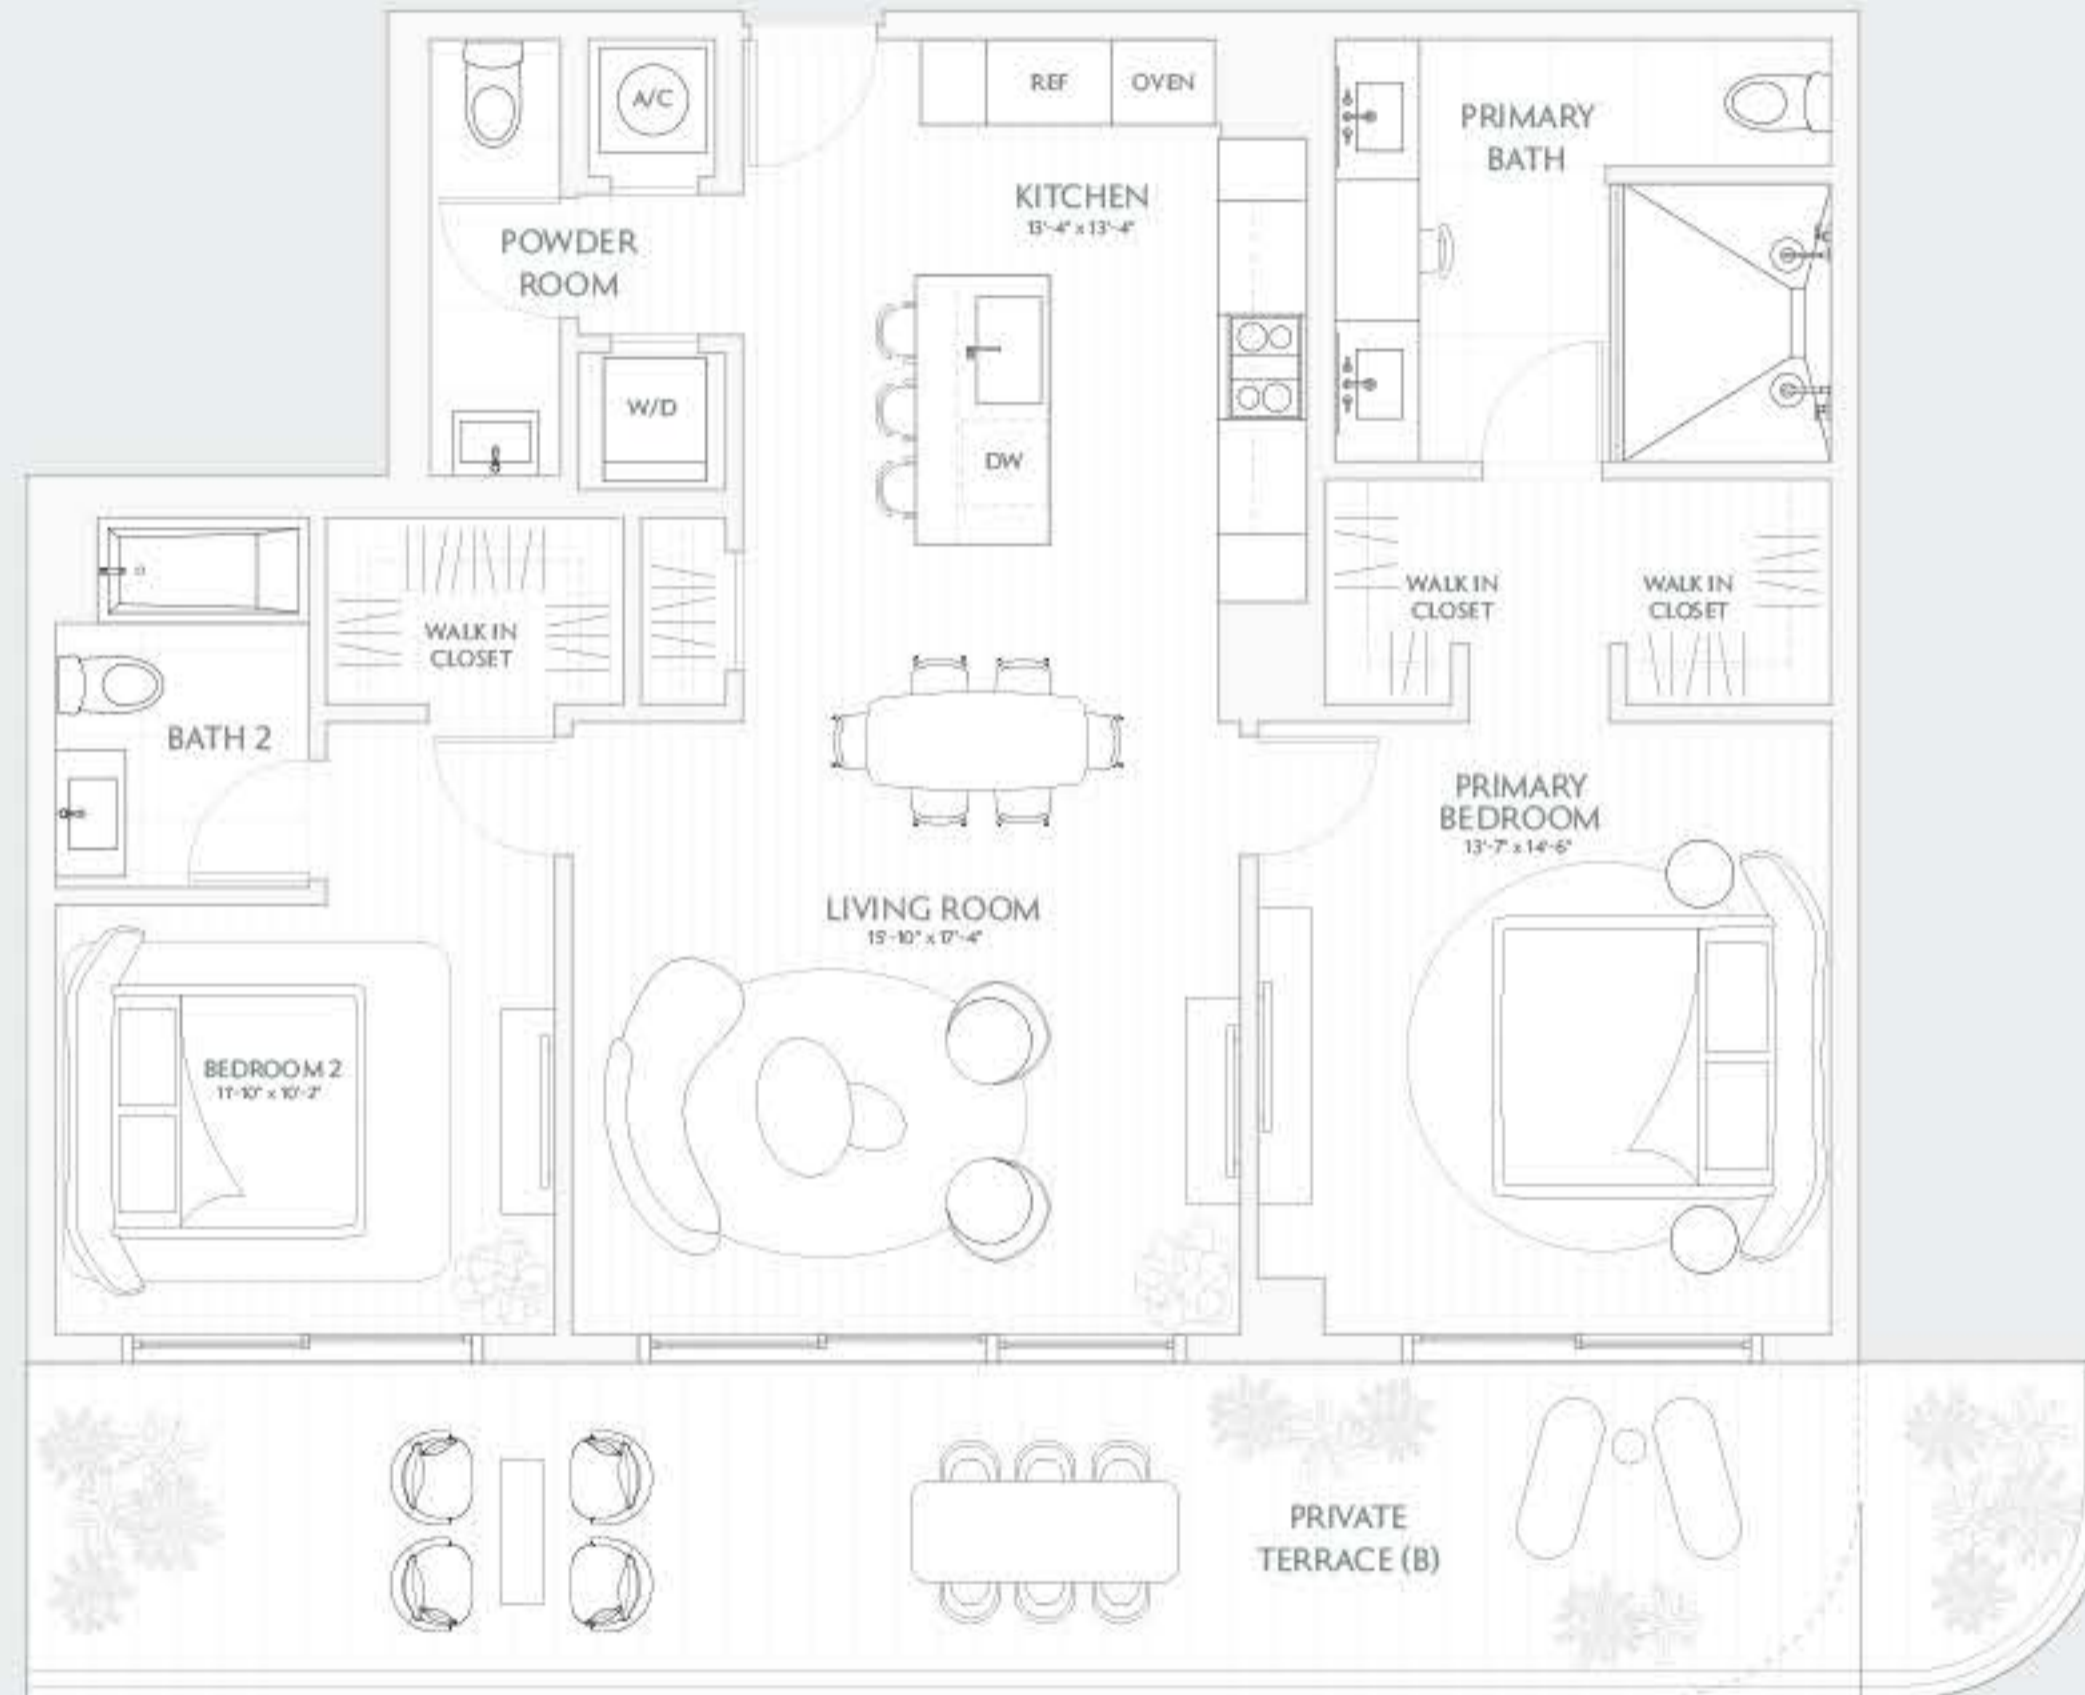 A/C
REF
OVEN
PRIMARY
BATH
KITCHEN
13'-4" x 13'-4"
POWDER
ROOM
W/D
DW
WALK IN
CLOSET
WALK IN
CLOSET
WALK IN
CLOSET
BATH 2
PRIMARY
BEDROOM
13'-7" x 14'-6"
LIVING ROOM
15'-10" x 17'-4"
BEDROOM 2
11'-10" x 10'-2"
PRIVATE
TERRACE (B)